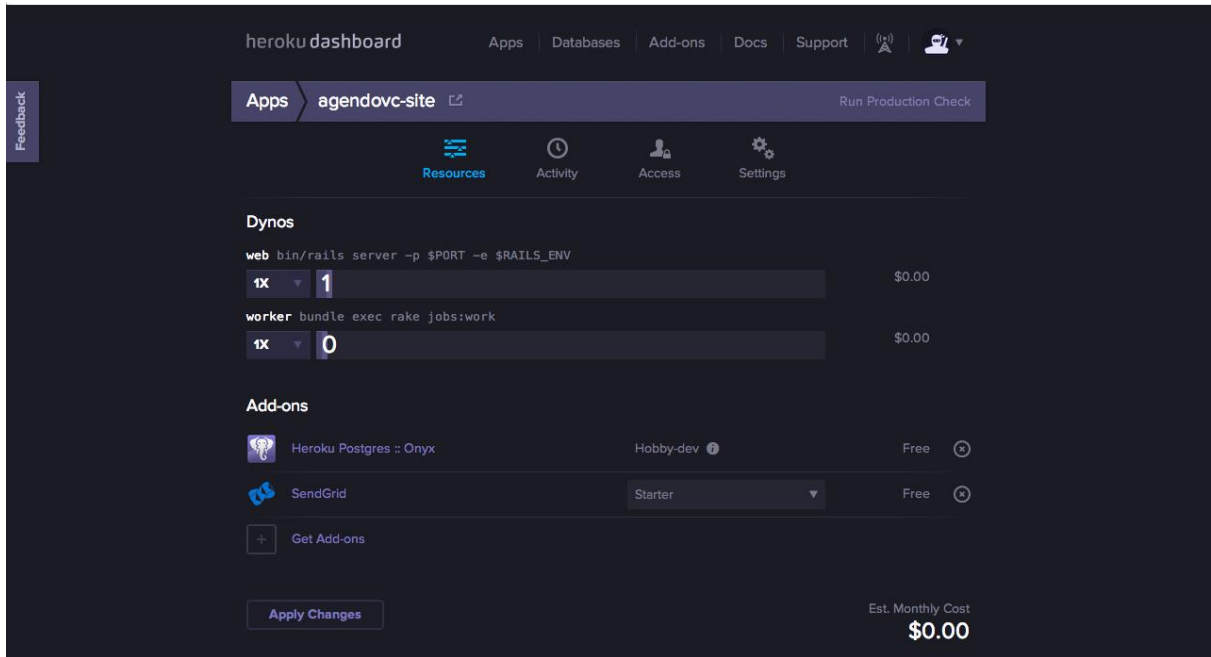 heroku dashboard Apps Databases Add-ons Docs Support
Feedback
Apps agendovc-site Run Production Check
Resources Activity Access Settings
Dynos
web bin/rails server -p $PORT -e $RAILS_ENV
1X 1 $0.00
worker bundle exec rake jobs:work
1X 0 $0.00
Add-ons
Heroku Postgres :: Onyx Hobby-dev Free
SendGrid Starter Free
Get Add-ons
Apply Changes
Est. Monthly Cost
$0.00